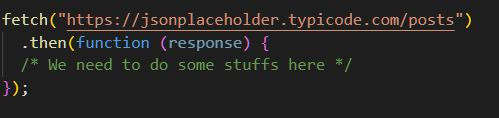 fetch("https://jsonplaceholder.typicode.com/posts")
  .then(function (response) {
  /* We need to do some stuffs here */
});